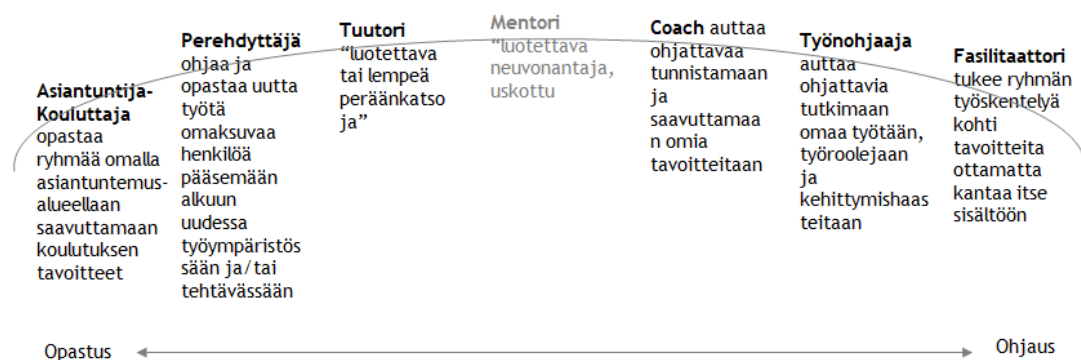 Asiantuntija-
Kouluttaja
opastaa
ryhmää omalla
asiantuntemus-
alueellaan
saavuttamaan
koulutuksen
tavoitteet
Perehdyttäjä
ohjaa ja
opastaa uutta
työtä
omaksuvaa
henkilöä
pääsemään
alkuun
uudessa
työympäristös
sään ja/tai
tehtävässään
Tuutori
“luotettava
tai lempeä
peräänkatso
ja”
Mentori
“luotettava
neuvonantaja,
uskottu
Coach auttaa
ohjattavaa
tunnistamaan
ja
saavuttamaa
n omia
tavoitteitaan
Työnohjaaja
auttaa
ohjattavia
tutkimaan
omaa työtään,
työroolejaan
ja
kehittymishaas
teitaan
Fasilitaattori
tukee ryhmän
työskentelyä
kohti
tavoitteita
ottamatta
kantaa itse
sisältöön
Opastus
Ohjaus